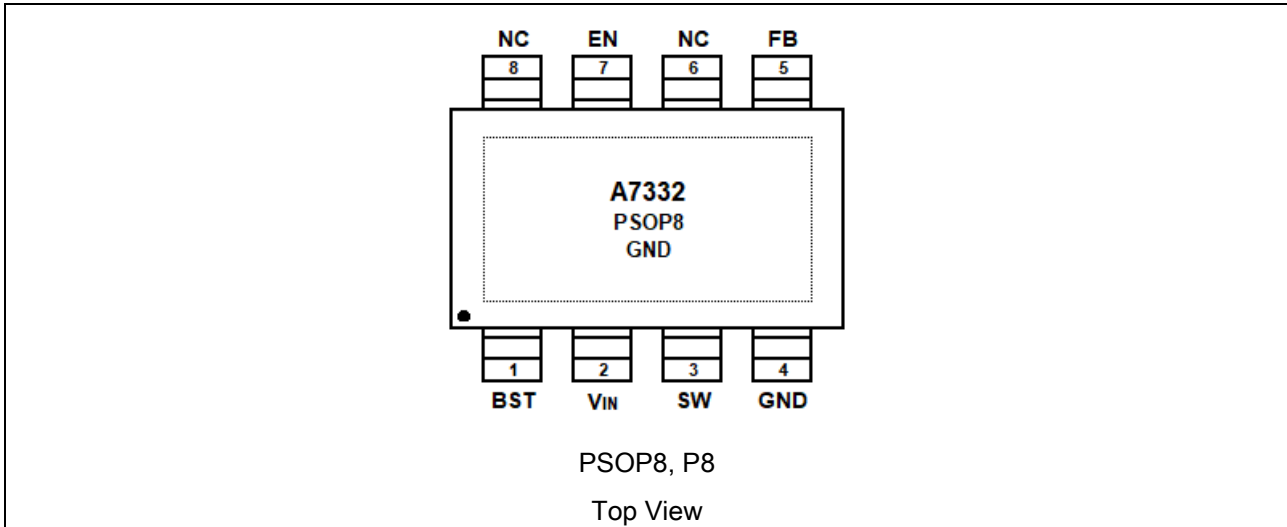 NC EN NC FB
8 7 6 5
A7332
PSOP8
GND
1 2 3 4
BST VIN SW GND
PSOP8, P8
Top View